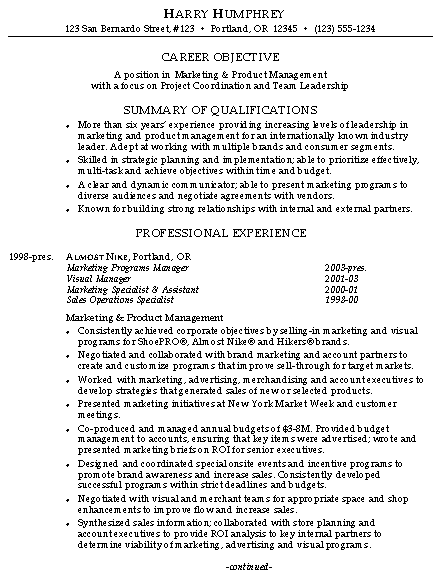 HARRY HUMPHREY
123 San Bernardo Street, #123 • Portland, OR 12345 • (123) 555-1234
CAREER OBJECTIVE
A position in Marketing & Product Management
with a focus on Project Coordination and Team Leadership
SUMMARY OF QUALIFICATIONS
• More than six years' experience providing increasing levels of leadership in
marketing and product management for an internationally known industry
leader. Adept at working with multiple brands and consumer segments.
• Skilled in strategic planning and implementation; able to prioritize effectively,
multi-task and achieve objectives within time and budget.
• A clear and dynamic communicator; able to present marketing programs to
diverse audiences and negotiate agreements with vendors.
• Known for building strong relationships with internal and external partners.
PROFESSIONAL EXPERIENCE
1998-pres. ALMOST NIKE, Portland, OR
Marketing Programs Manager 2003-pres.
Visual Manager 2001-03
Marketing Specialist & Assistant 2000-01
Sales Operations Specialist 1998-00
Marketing & Product Management
• Consistently achieved corporate objectives by selling-in marketing and visual
programs for ShoePRO®, Almost Nike® and Hikers® brands.
• Negotiated and collaborated with brand marketing and account partners to
create and customize programs that improve sell-through for target markets.
• Worked with marketing, advertising, merchandising and account executives to
develop strategies that generated sales of new or selected products.
• Presented marketing initiatives at New York Market Week and customer
meetings.
• Co-produced and managed annual budgets of $3-8M. Provided budget
management to accounts, ensuring that key items were advertised; wrote and
presented marketing briefs on ROI for senior executives.
• Designed and coordinated special onsite events and incentive programs to
promote brand awareness and increase sales. Consistently developed
successful programs within strict deadlines and budgets.
• Negotiated with visual and merchant teams for appropriate space and shop
enhancements to improve flow and increase sales.
• Synthesized sales information; collaborated with store planning and
account executives to provide ROI analysis to key internal partners to
determine viability of marketing, advertising and visual programs.
-continued-